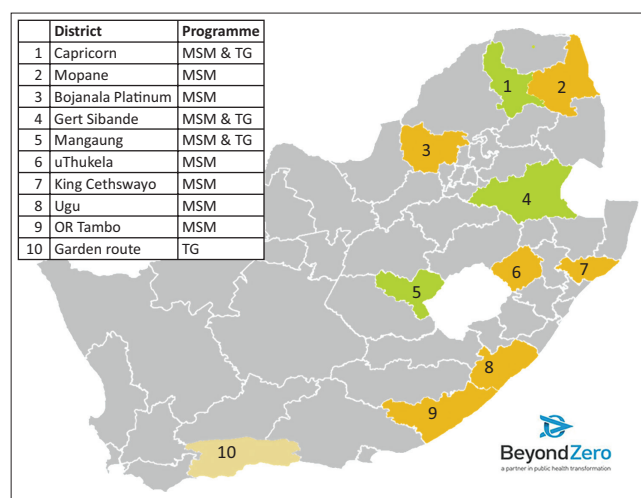 District Programme
1 Capricorn MSM & TG
2 Mopane MSM
3 Bojanala Platinum MSM
4 Gert Sibande MSM & TG
5 Mangaung MSM & TG
6 uThukela MSM
7 King Cethswayo MSM
8 Ugu MSM
9 OR Tambo MSM
10 Garden route TG
1
2
3
4
5
6
7
8
9
10
BeyondZero
a partner in public health transformation